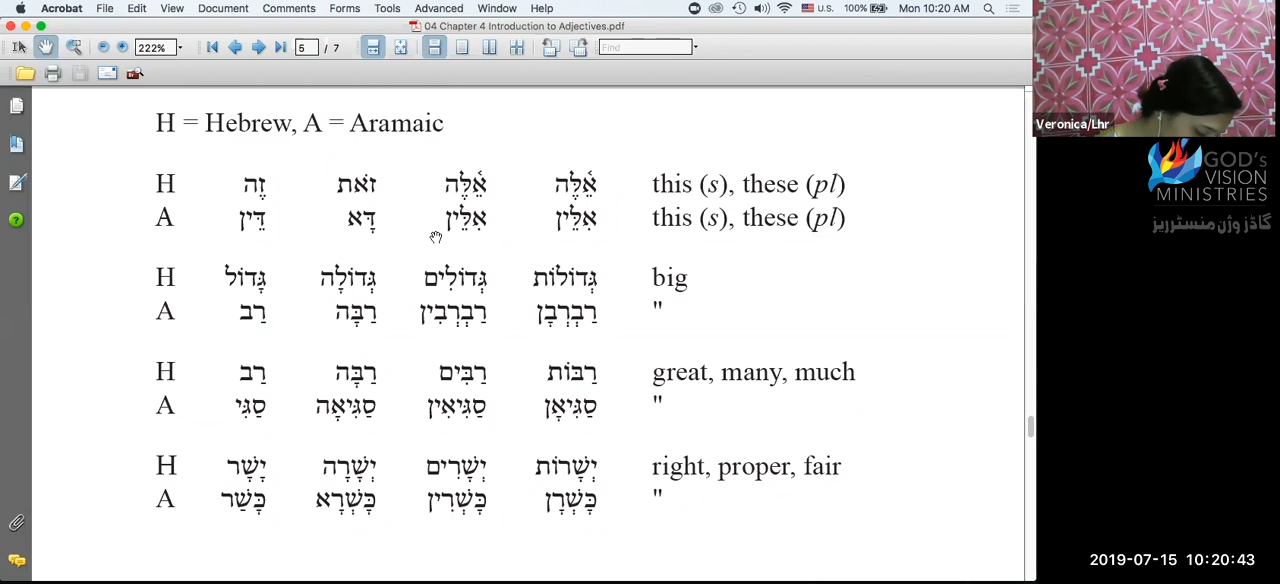 Acrobat File Edit View Document Comments Forms Tools Advanced Window Help U.S. 100% Mon 10:20 AM
04 Chapter 4 Introduction to Adjectives.pdf
222% 5 / 7 Find
H = Hebrew, A = Aramaic
H זֶה זֹאת אֵ֫לֶּה אֵ֫לֶּה this (s), these (pl)
A דֵּין דָּא אִלֵּין אִלֵּין this (s), these (pl)
H גָּדוֹל גְּדוֹלָה גְּדוֹלִים גְּדוֹלוֹת big
A רַב רַבָּה רַבְרְבִין רַבְרְבָן "
H רַב רַבָּה רַבִּים רַבּוֹת great, many, much
A סַגִּי סַגִּיאָה סַגִּיאִין סַגִּיאָן "
H יָשָׁר יְשָׁרָה יְשָׁרִים יְשָׁרוֹת right, proper, fair
A כָּשַׁר כָּשְׁרָא כָּשְׁרִין כָּשְׁרָן "
Veronica/Lhr
GOD's
VISION
MINISTRIES
گاڈز وژن منسٹریز
2019-07-15 10:20:43